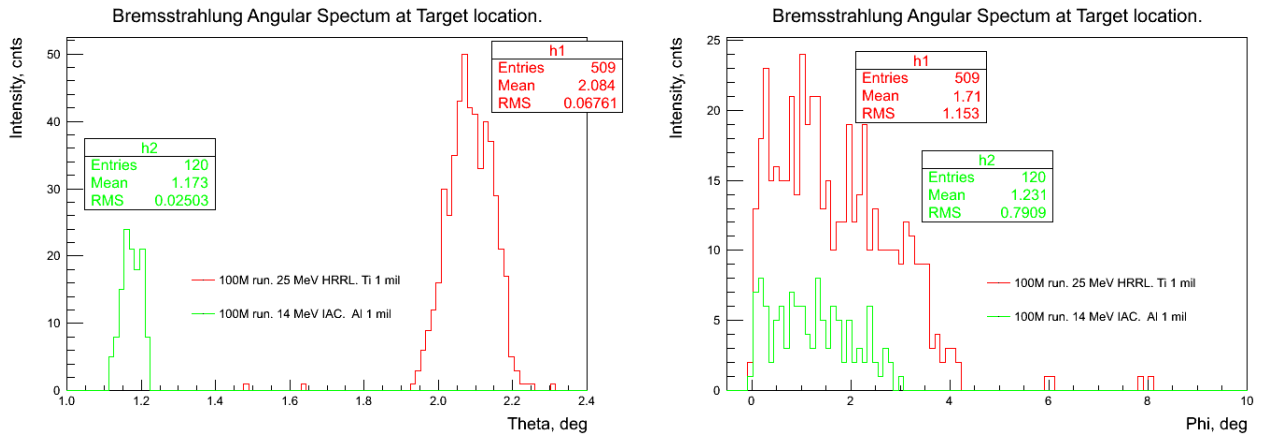 Bremsstrahlung Angular Spectum at Target location.
Intensity, cnts
50
40
30
20
10
0
1.0 1.2 1.4 1.6 1.8 2.0 2.2 2.4
Theta, deg
h1
Entries 509
Mean 2.084
RMS 0.06761
h2
Entries 120
Mean 1.173
RMS 0.02503
100M run. 25 MeV HRRL. Ti 1 mil
100M run. 14 MeV IAC. Al 1 mil
Bremsstrahlung Angular Spectum at Target location.
Intensity, cnts
25
20
15
10
5
0
0 2 4 6 8 10
Phi, deg
h1
Entries 509
Mean 1.71
RMS 1.153
h2
Entries 120
Mean 1.231
RMS 0.7909
100M run. 25 MeV HRRL. Ti 1 mil
100M run. 14 MeV IAC. Al 1 mil